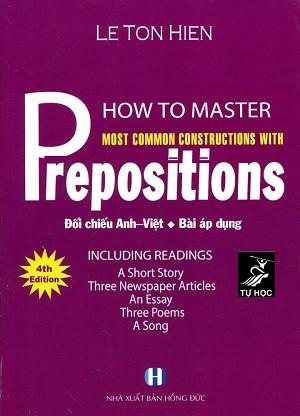 LE TON HIEN
HOW TO MASTER
MOST COMMON CONSTRUCTIONS WITH
Prepositions
Đối chiếu Anh–Việt ◆ Bài áp dụng
INCLUDING READINGS
4th
Edition
A Short Story
Three Newspaper Articles
An Essay
Three Poems
A Song
TỰ HỌC
H
NHÀ XUẤT BẢN HỒNG ĐỨC